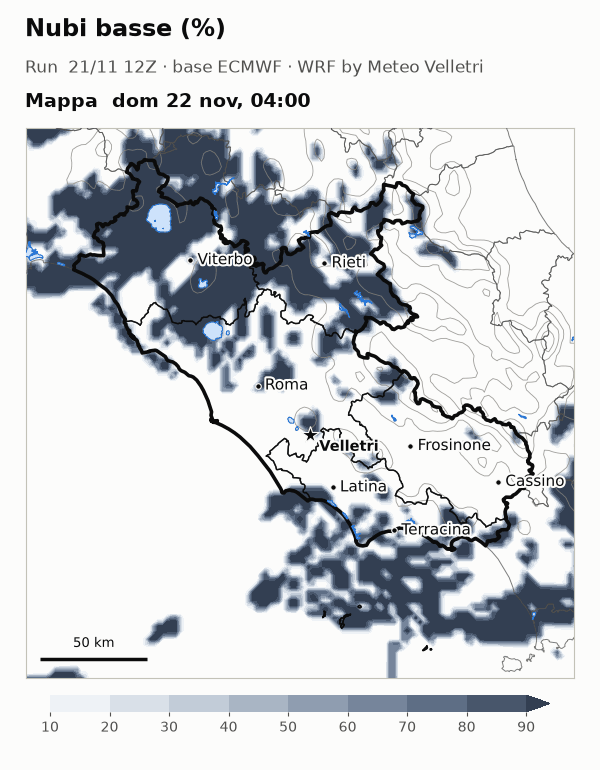 Nubi basse (%)
Run  21/11 12Z · base ECMWF · WRF by Meteo Velletri
Mappa  dom 22 nov, 04:00
Viterbo
Rieti
Roma
Velletri
Frosinone
Cassino
Latina
Terracina
50 km
10 20 30 40 50 60 70 80 90